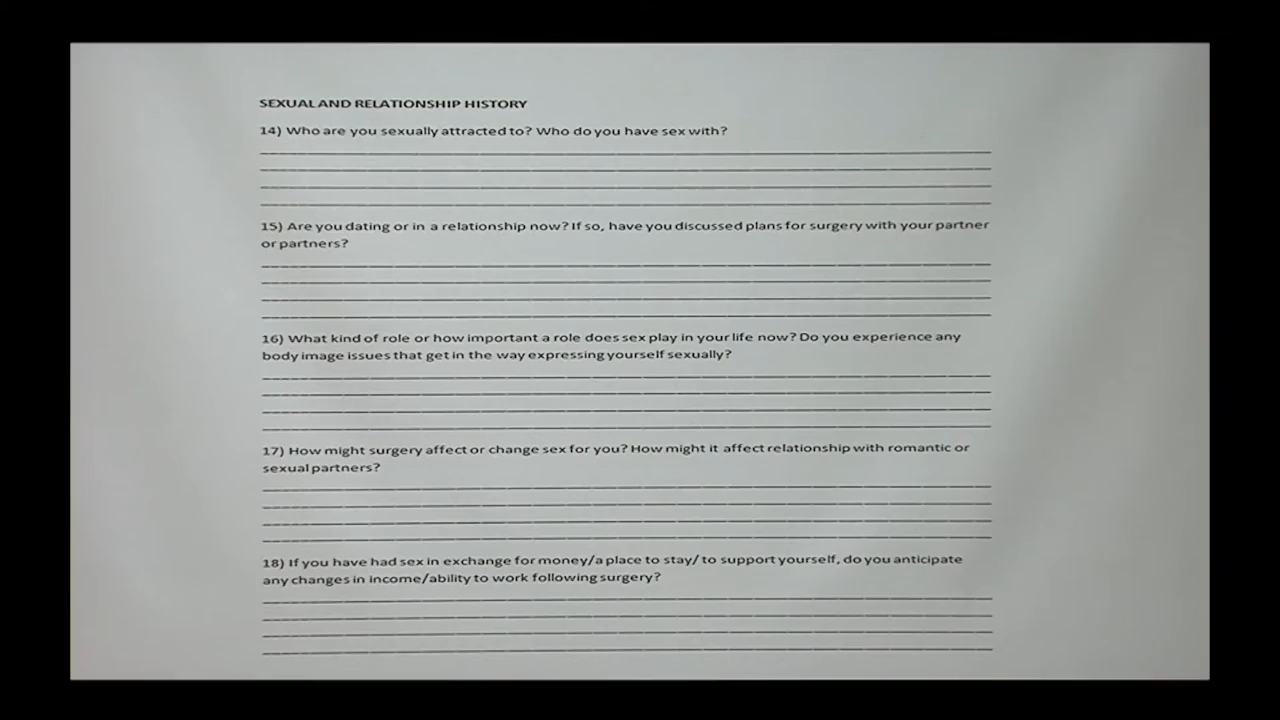 SEXUAL AND RELATIONSHIP HISTORY
14) Who are you sexually attracted to? Who do you have sex with?
15) Are you dating or in a relationship now? If so, have you discussed plans for surgery with your partner
or partners?
16) What kind of role or how important a role does sex play in your life now? Do you experience any
body image issues that get in the way expressing yourself sexually?
17) How might surgery affect or change sex for you? How might it affect relationship with romantic or
sexual partners?
18) If you have had sex in exchange for money/a place to stay/ to support yourself, do you anticipate
any changes in income/ability to work following surgery?